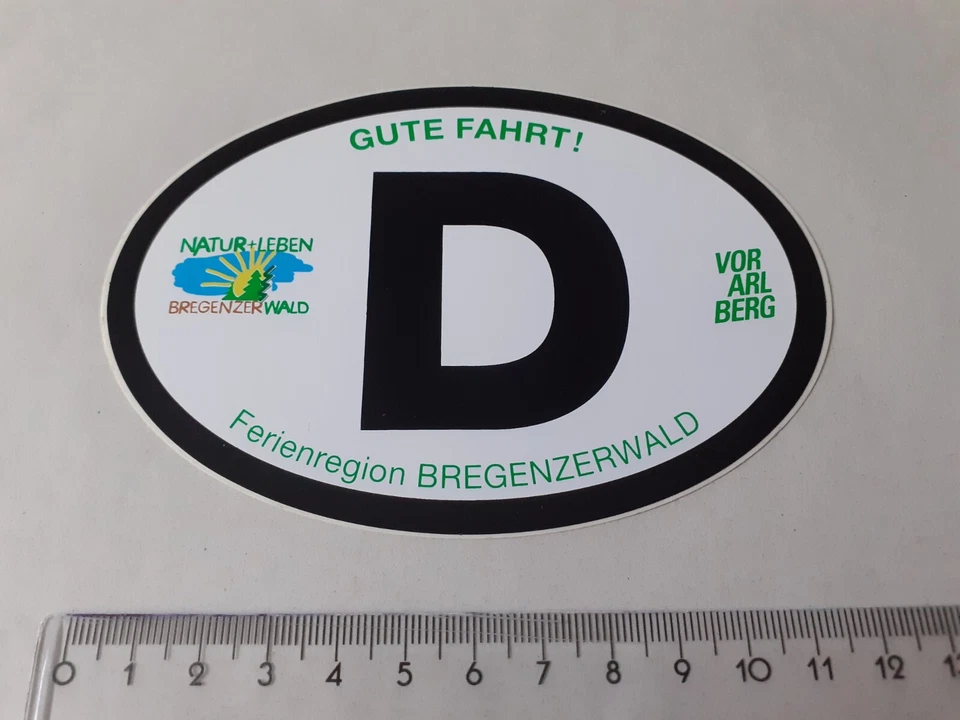 GUTE FAHRT!
NATUR+LEBEN
BREGENZERWALD
D
VOR
ARL
BERG
Ferienregion BREGENZERWALD
0 1 2 3 4 5 6 7 8 9 10 11 12 13